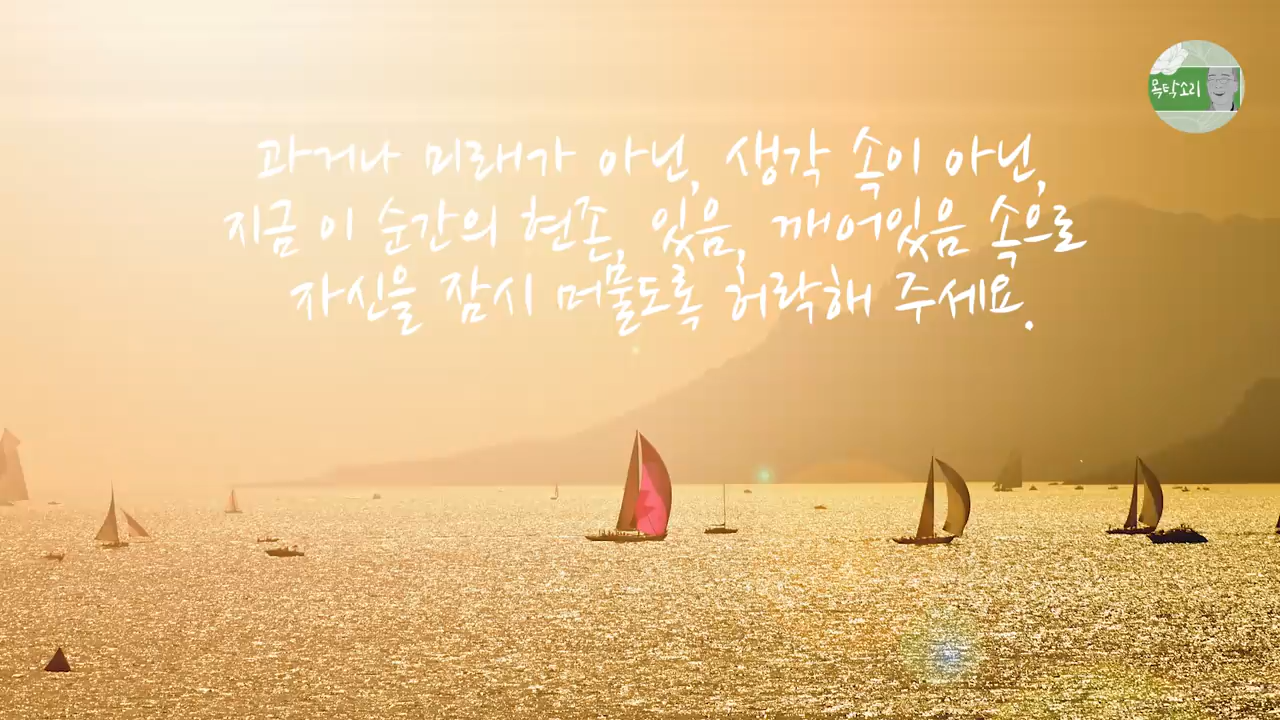 목탁소리
과거나 미래가 아닌, 생각 속이 아닌,
지금 이 순간의 현존, 있음, 깨어있음 속으로
자신을 잠시 머물도록 허락해 주세요.